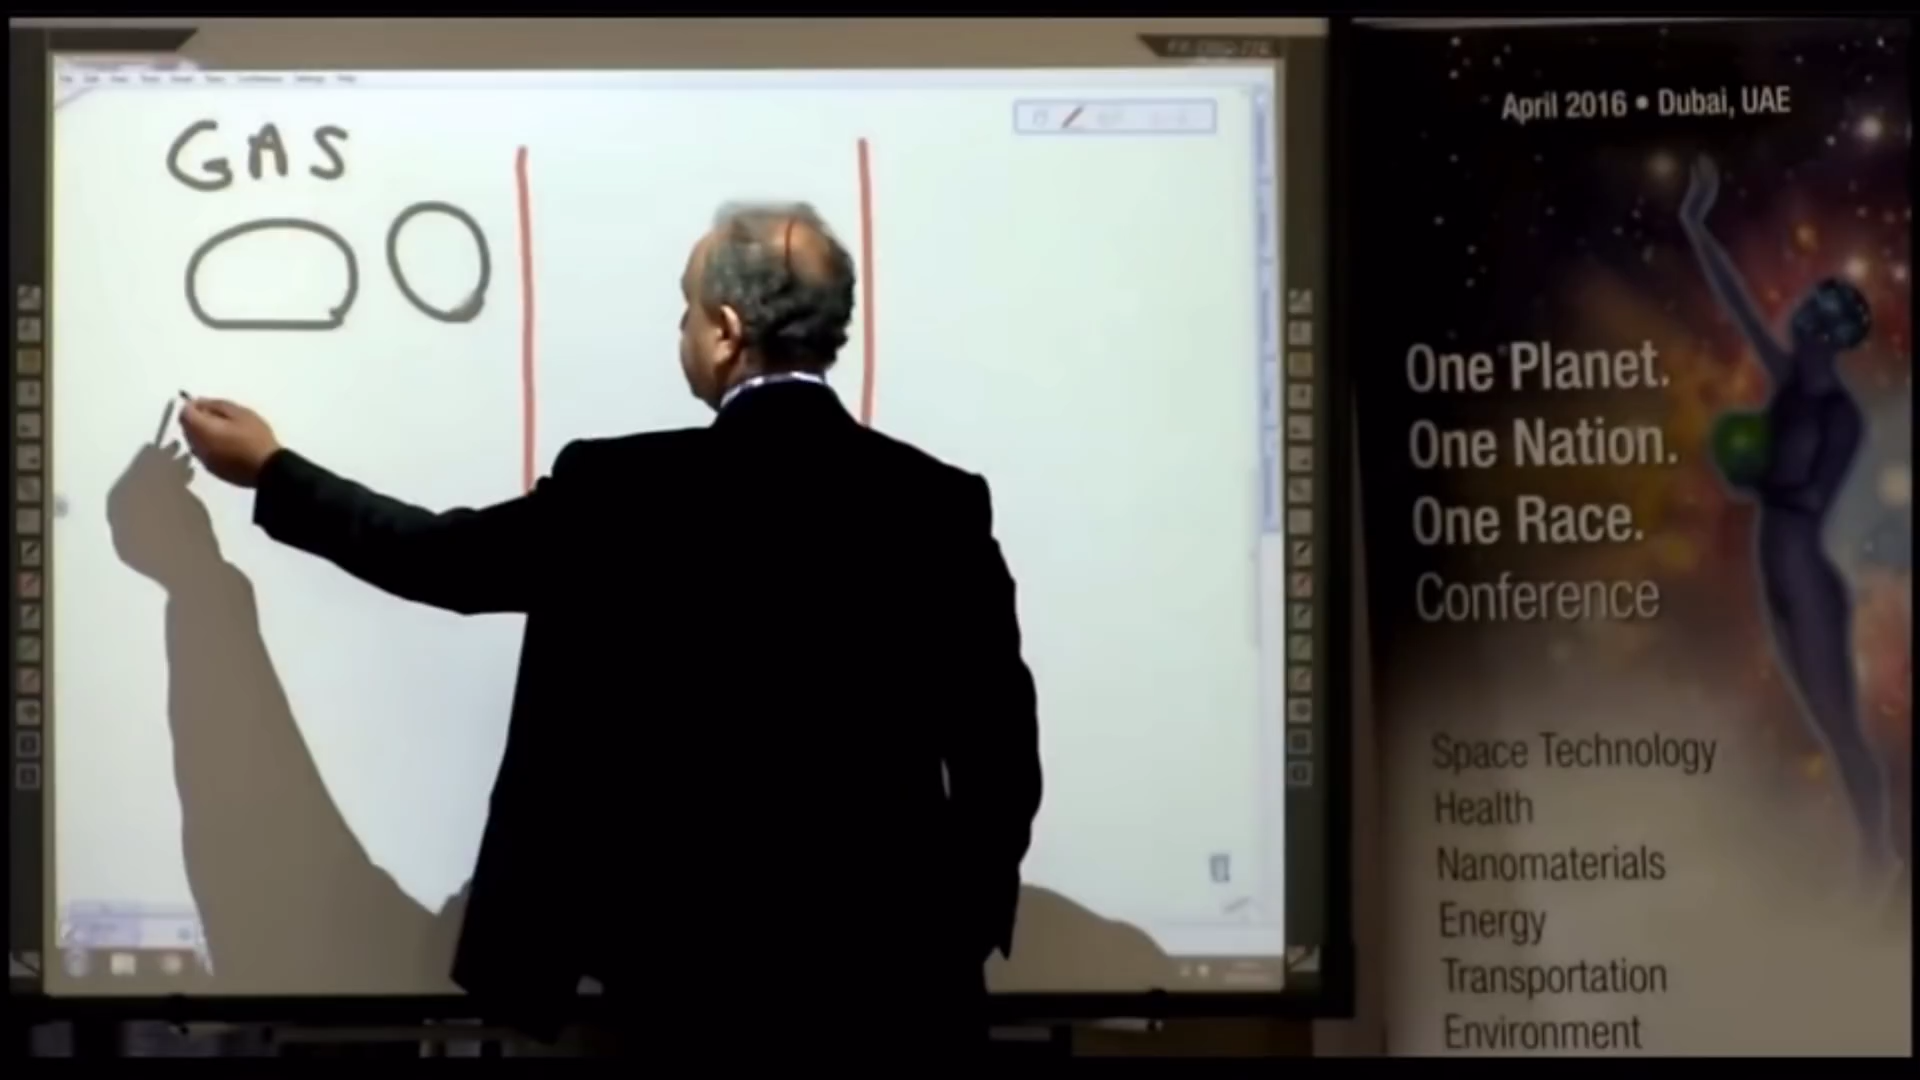 GAS
April 2016 • Dubai, UAE
One Planet.
One Nation.
One Race.
Conference
Space Technology
Health
Nanomaterials
Energy
Transportation
Environment